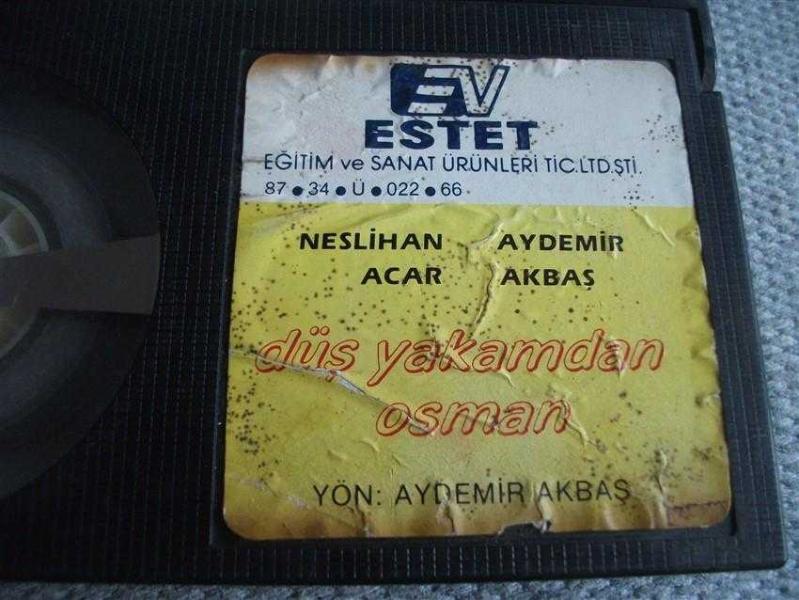 EV
ESTET
EĞİTİM ve SANAT ÜRÜNLERİ TİC.LTD.ŞTİ.
87 • 34 • Ü • 022 • 66
NESLİHAN AYDEMİR
ACAR AKBAŞ
düş yakamdan
osman
YÖN: AYDEMİR AKBAŞ